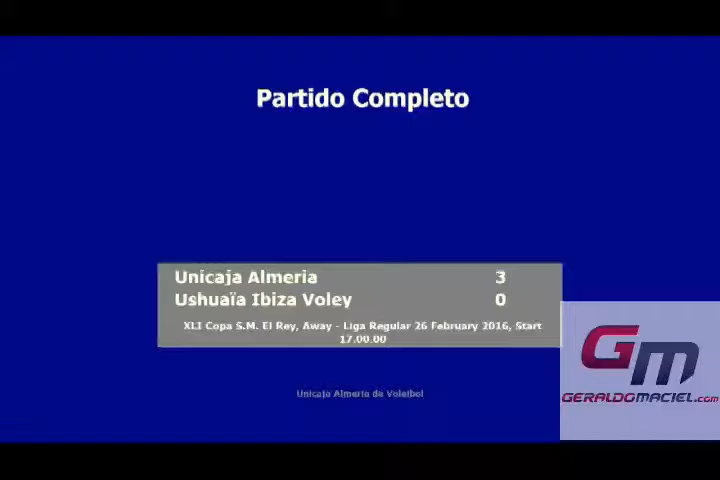 Partido Completo
Unicaja Almeria 3
Ushuaïa Ibiza Voley 0
XLI Copa S.M. El Rey, Away - Liga Regular 26 February 2016, Start
17.00.00
Unicaja Almeria de Voleibol
GM
GERALDOMACIEL.com